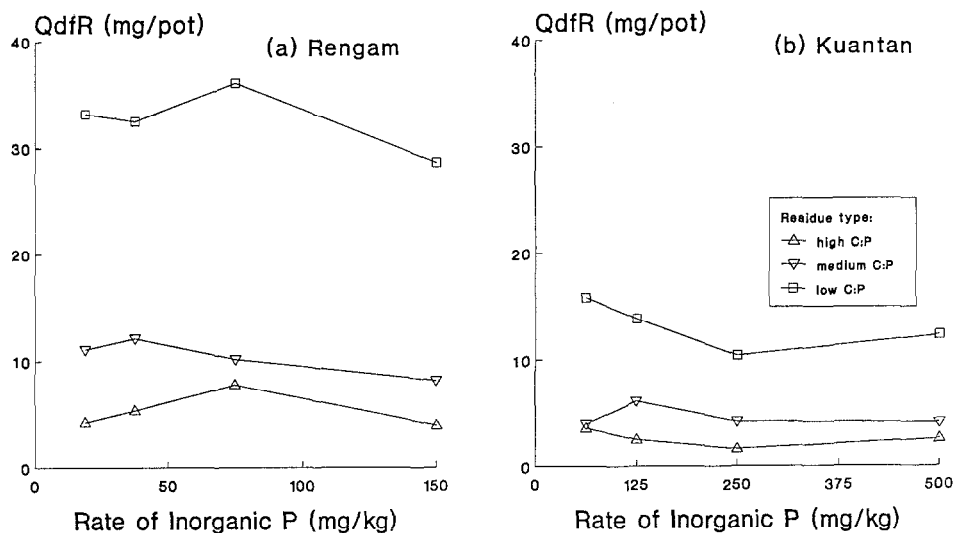 QdfR (mg/pot)
(a) Rengam
40
30
20
10
0
0 50 100 150
Rate of Inorganic P (mg/kg)
QdfR (mg/pot)
(b) Kuantan
40
30
20
10
0
Residue type:
high C:P
medium C:P
low C:P
0 125 250 375 500
Rate of Inorganic P (mg/kg)